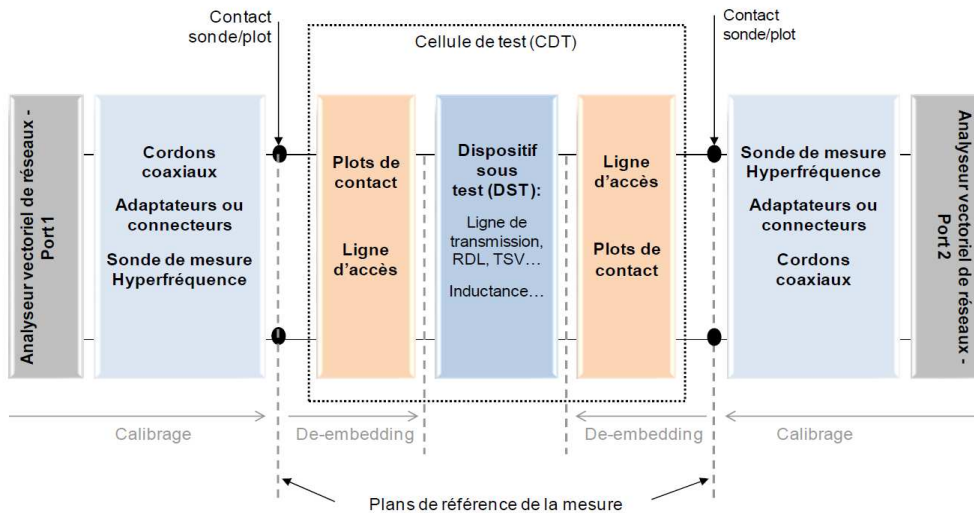 Contact
sonde/plot
Cellule de test (CDT)
Contact
sonde/plot
Analyseur vectoriel de réseaux -
Port 1
Cordons
coaxiaux
Adaptateurs ou
connecteurs
Sonde de mesure
Hyperfréquence
Plots de
contact
Ligne
d'accès
Dispositif
sous
test (DST):
Ligne de
transmission,
RDL, TSV…
Inductance…
Ligne
d'accès
Plots de
contact
Sonde de mesure
Hyperfréquence
Adaptateurs ou
connecteurs
Cordons
coaxiaux
Analyseur vectoriel de réseaux -
Port 2
Calibrage
De-embedding
De-embedding
Calibrage
Plans de référence de la mesure